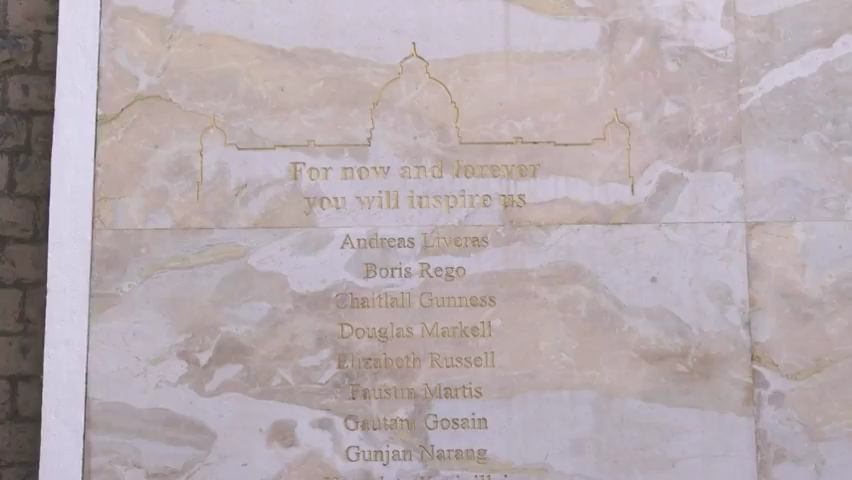 For now and forever
you will inspire us
Andreas Liveras
Boris Rego
Chaitlall Gunness
Douglas Markell
Elizabeth Russell
Faustin Martis
Gautam Gosain
Gunjan Narang